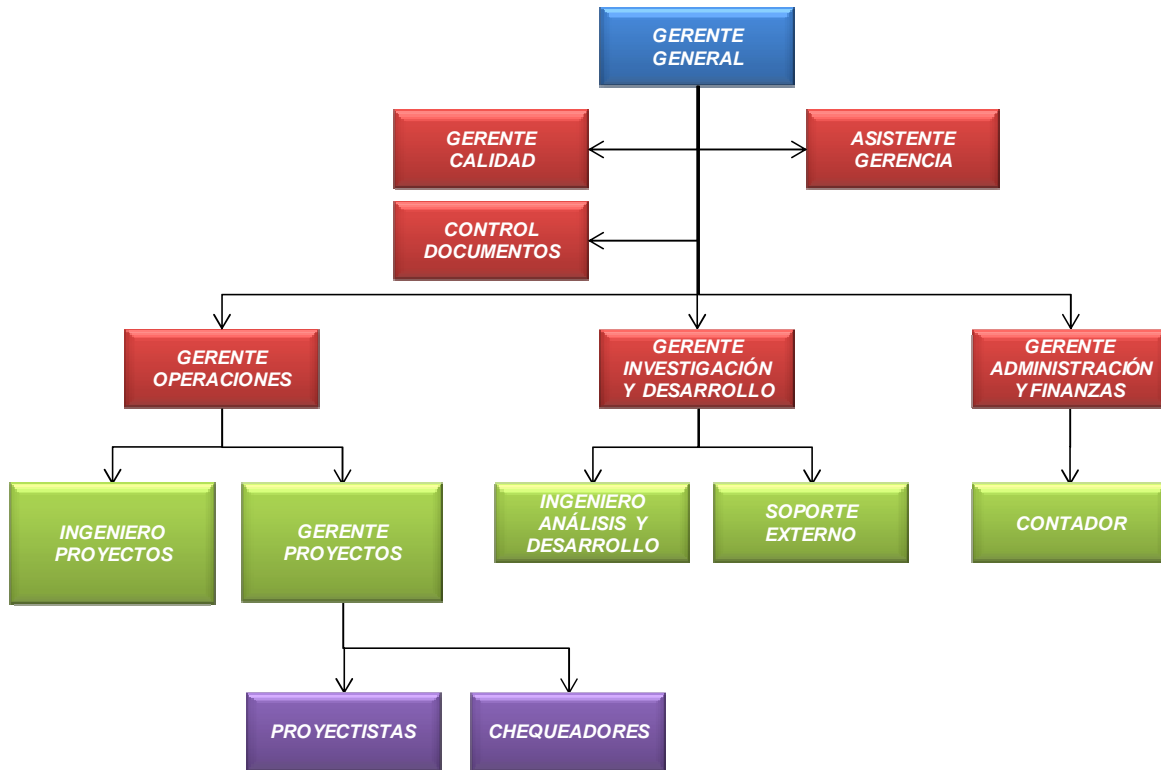 GERENTE
GENERAL
GERENTE
CALIDAD
ASISTENTE
GERENCIA
CONTROL
DOCUMENTOS
GERENTE
OPERACIONES
GERENTE
INVESTIGACIÓN
Y DESARROLLO
GERENTE
ADMINISTRACIÓN
Y FINANZAS
INGENIERO
PROYECTOS
GERENTE
PROYECTOS
INGENIERO
ANÁLISIS Y
DESARROLLO
SOPORTE
EXTERNO
CONTADOR
PROYECTISTAS
CHEQUEADORES